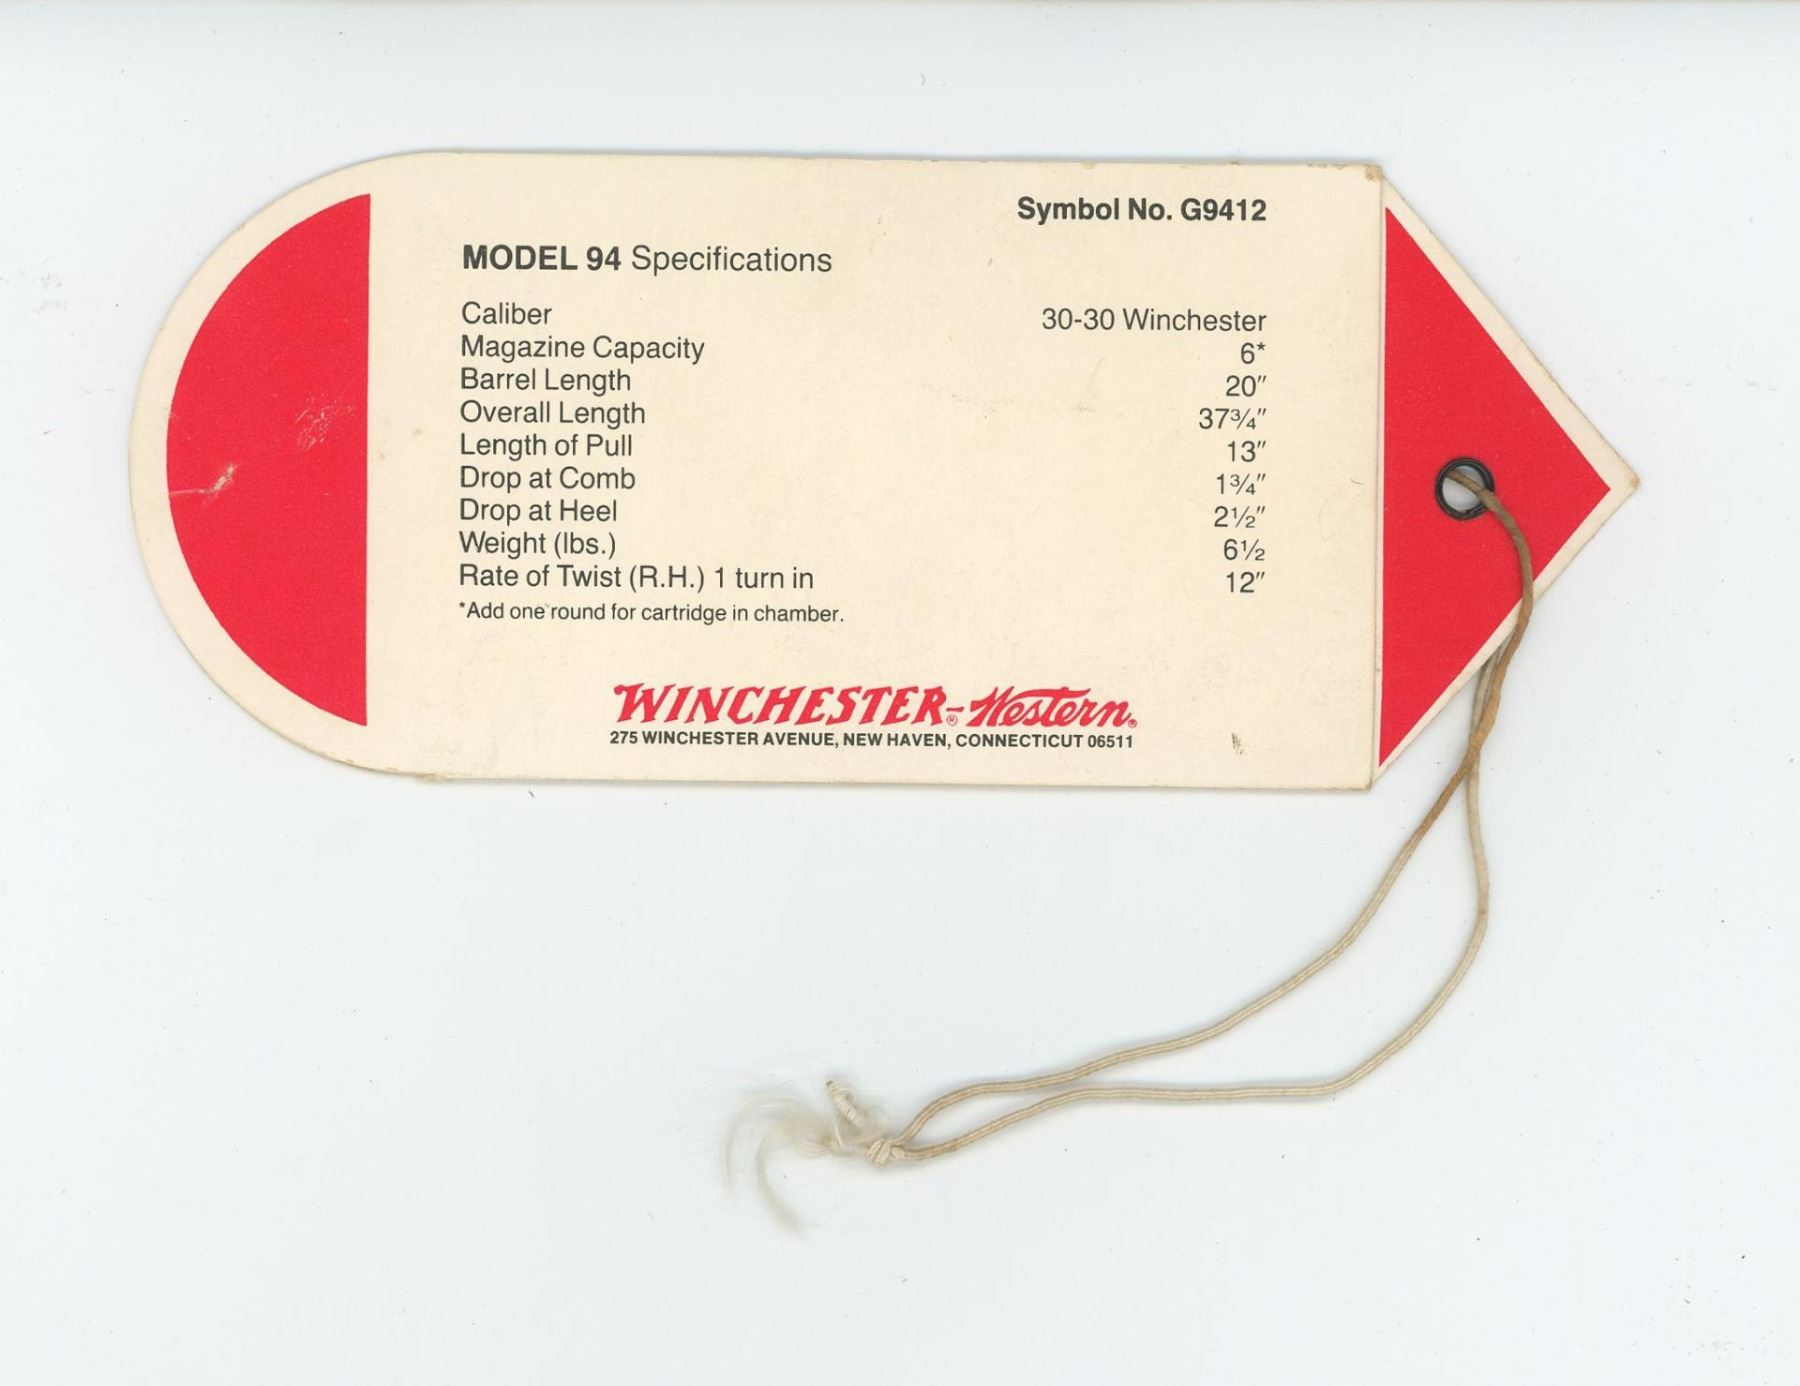 Symbol No. G9412
MODEL 94 Specifications
Caliber 30-30 Winchester
Magazine Capacity 6*
Barrel Length 20″
Overall Length 37¾″
Length of Pull 13″
Drop at Comb 1¾″
Drop at Heel 2½″
Weight (lbs.) 6½
Rate of Twist (R.H.) 1 turn in 12″
*Add one round for cartridge in chamber.
WINCHESTER®-Western®
275 WINCHESTER AVENUE, NEW HAVEN, CONNECTICUT 06511